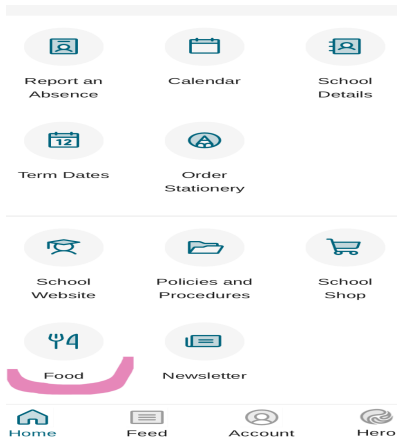 Report an
Absence
Calendar
School
Details
12
Term Dates
Order
Stationery
School
Website
Policies and
Procedures
School
Shop
Food
Newsletter
Home
Feed
Account
Hero